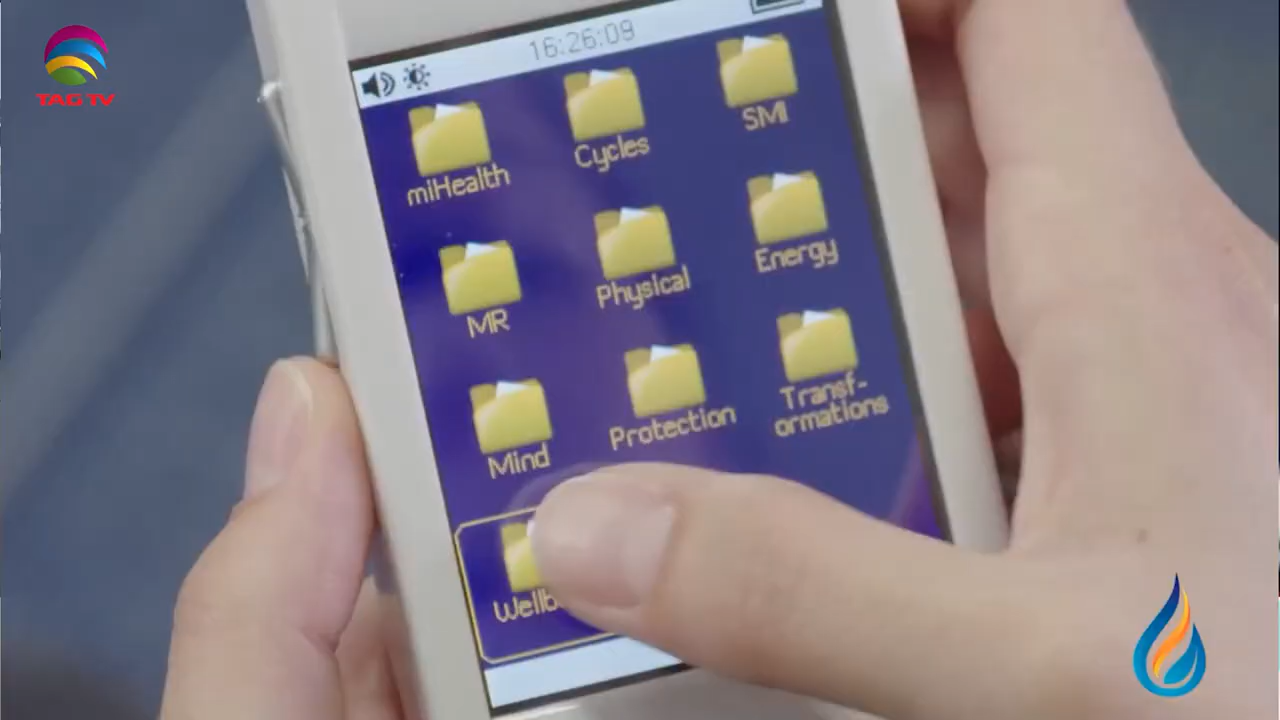 TAG TV
16:26:09
miHealth
Cycles
SMI
MR
Physical
Energy
Mind
Protection
Transf-
ormations